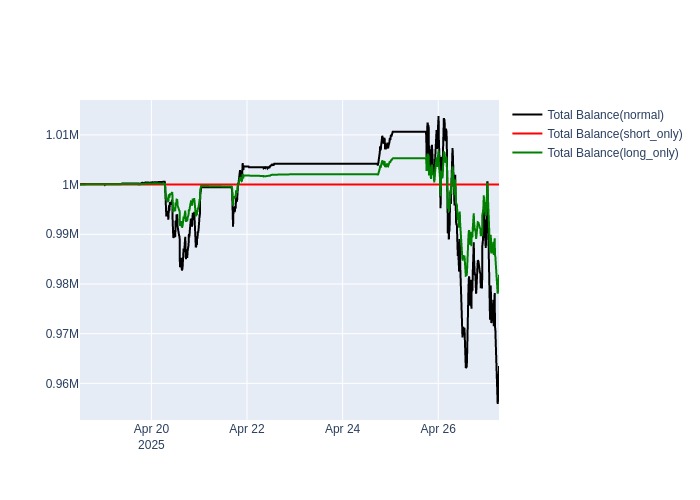 Total Balance(normal)
Total Balance(short_only)
Total Balance(long_only)
1.01M
1M
0.99M
0.98M
0.97M
0.96M
Apr 20
2025
Apr 22
Apr 24
Apr 26